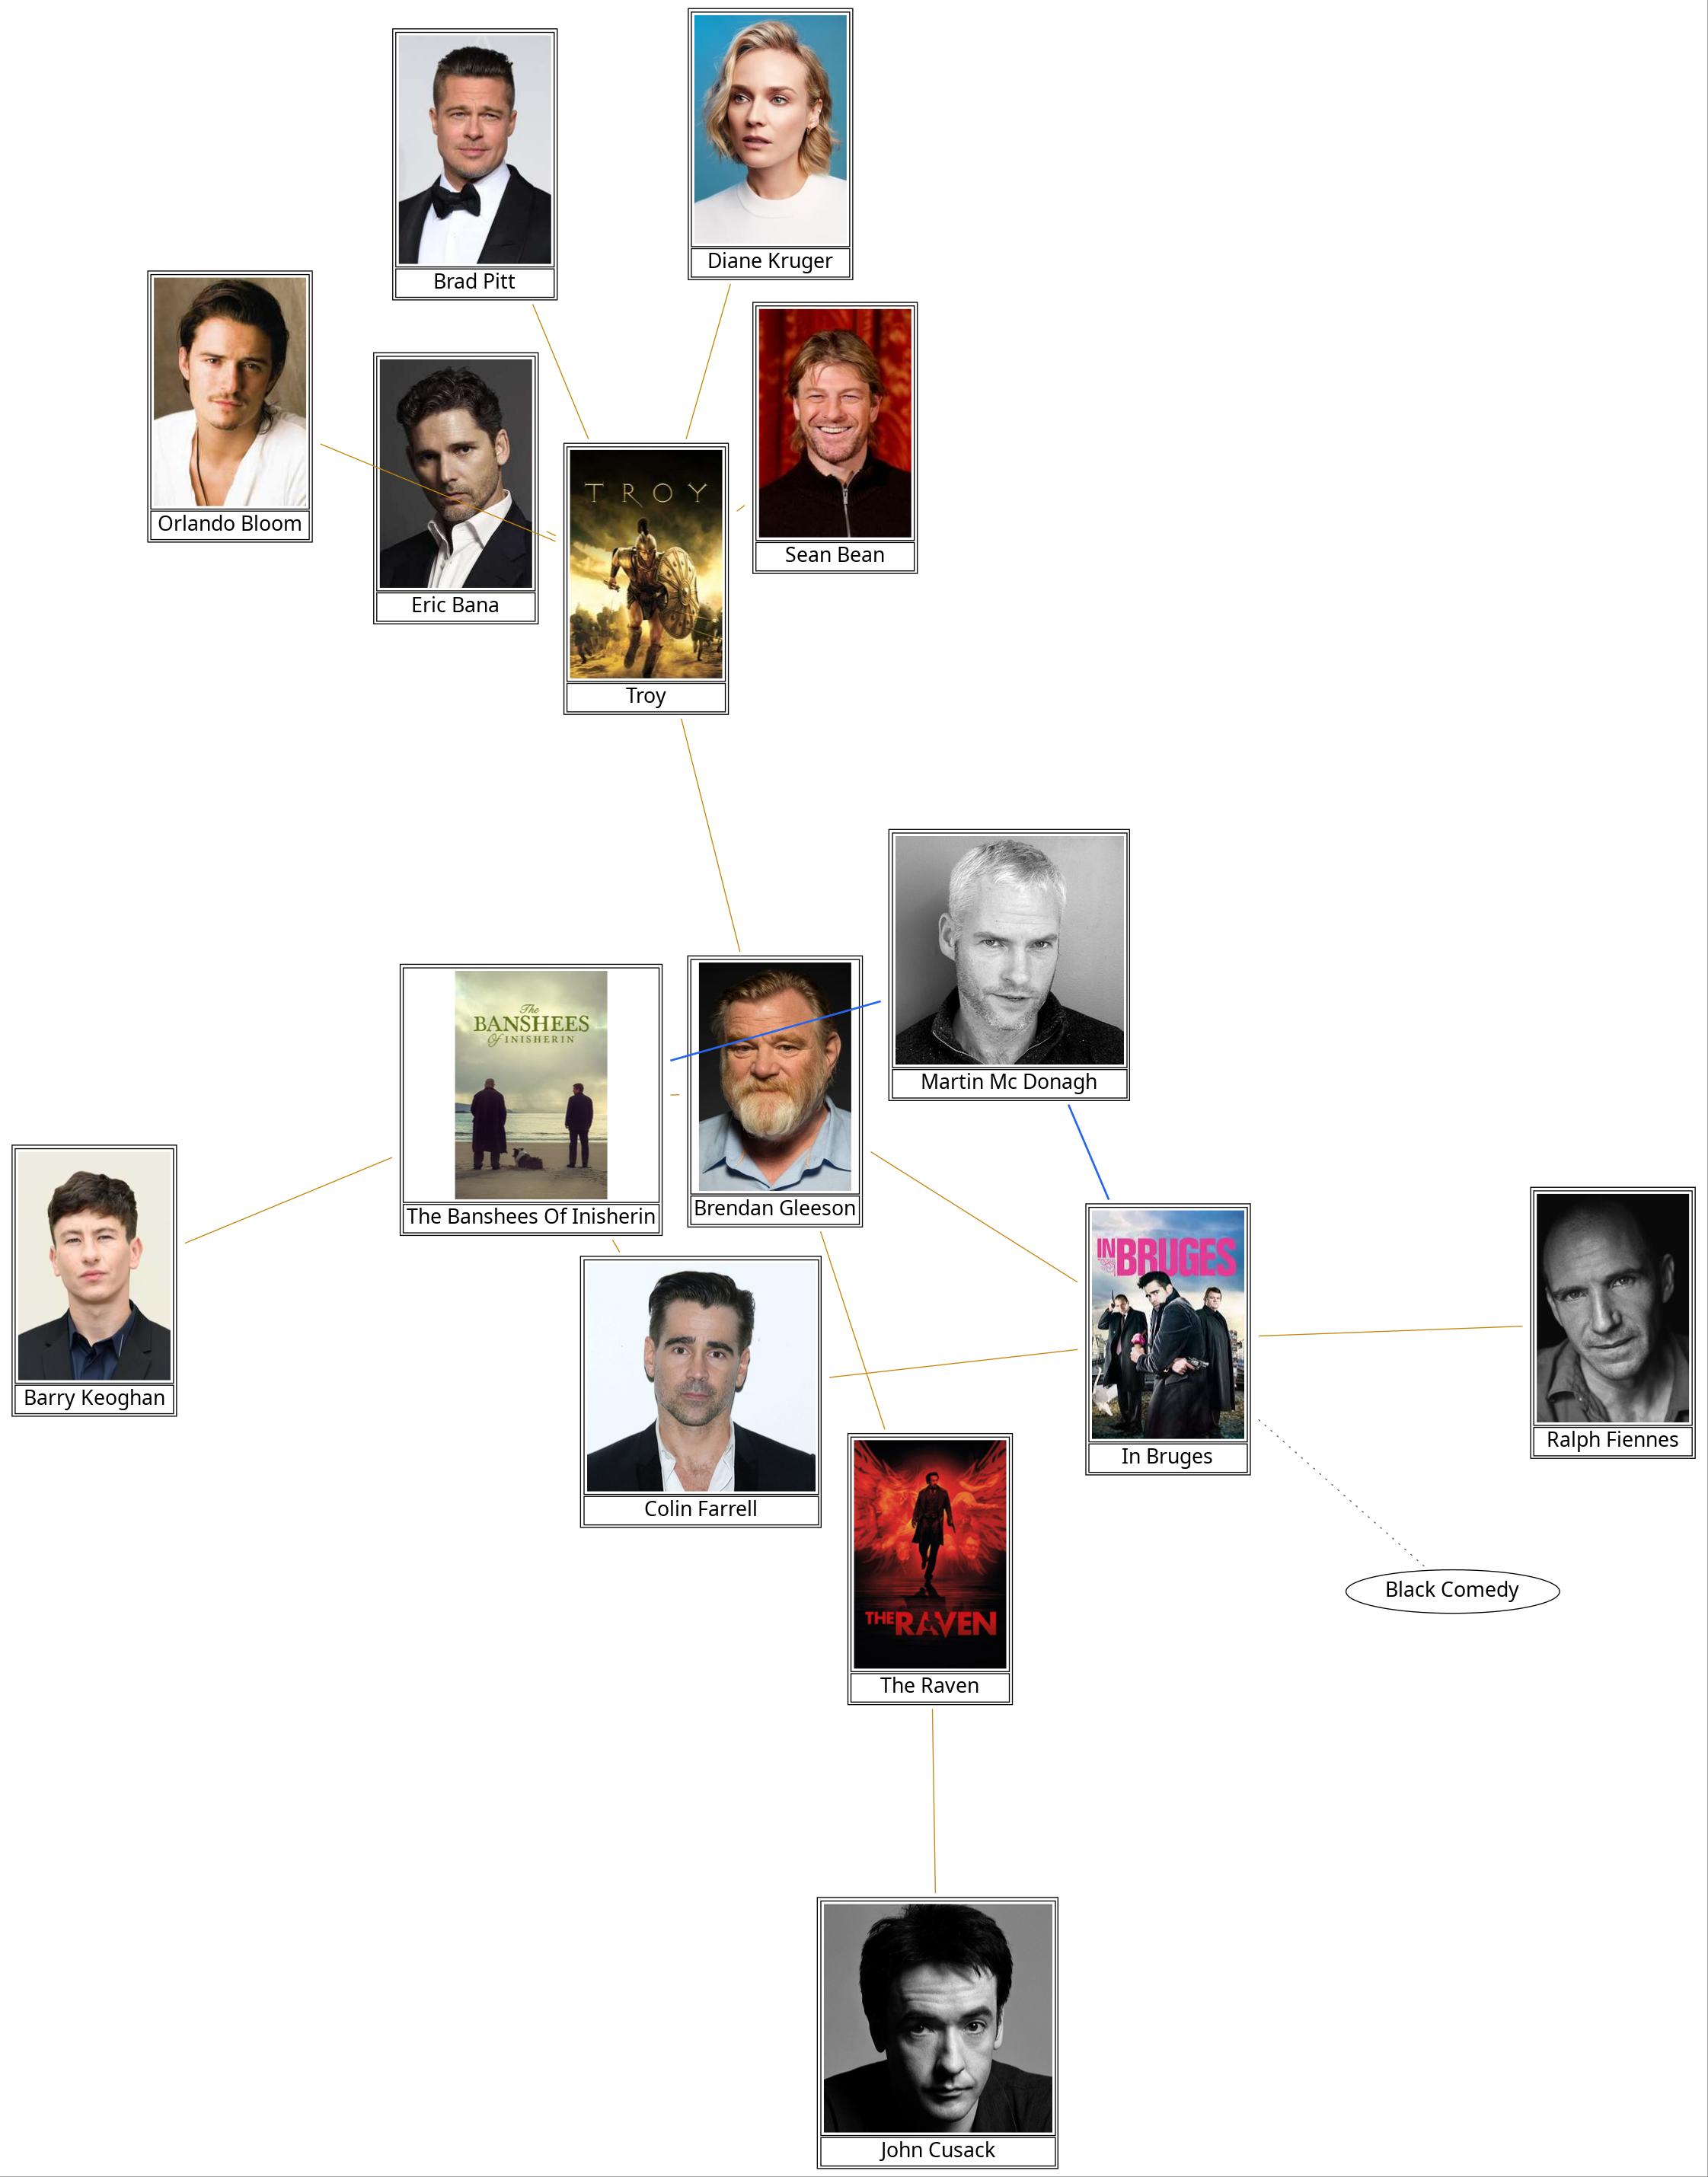 Brad Pitt
Diane Kruger
Orlando Bloom
Eric Bana
TROY
Sean Bean
Troy
Martin Mc Donagh
The
BANSHEES
Of INISHERIN
The Banshees Of Inisherin
Brendan Gleeson
Barry Keoghan
IN BRUGES
In Bruges
Ralph Fiennes
Colin Farrell
Black Comedy
THE RAVEN
The Raven
John Cusack